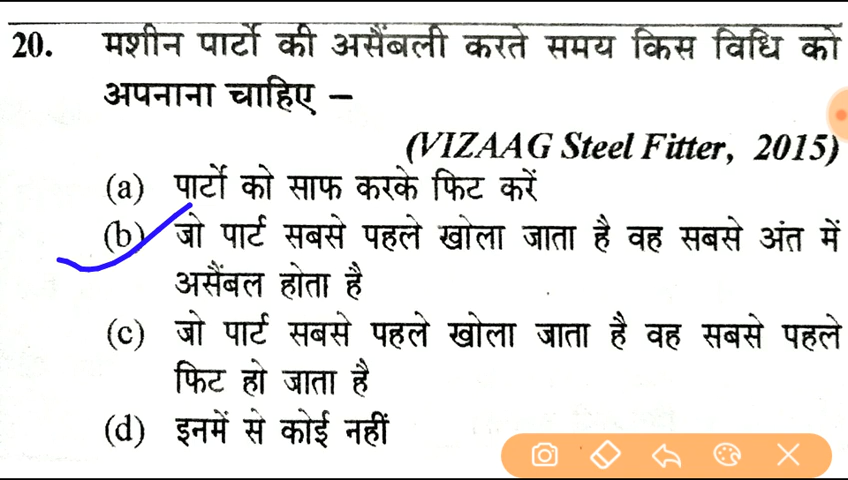 20. मशीन पार्टो की असैंबली करते समय किस विधि को
अपनाना चाहिए –
(VIZAAG Steel Fitter, 2015)
(a) पार्टो को साफ करके फिट करें
(b) जो पार्ट सबसे पहले खोला जाता है वह सबसे अंत में
असैंबल होता है
(c) जो पार्ट सबसे पहले खोला जाता है वह सबसे पहले
फिट हो जाता है
(d) इनमें से कोई नहीं